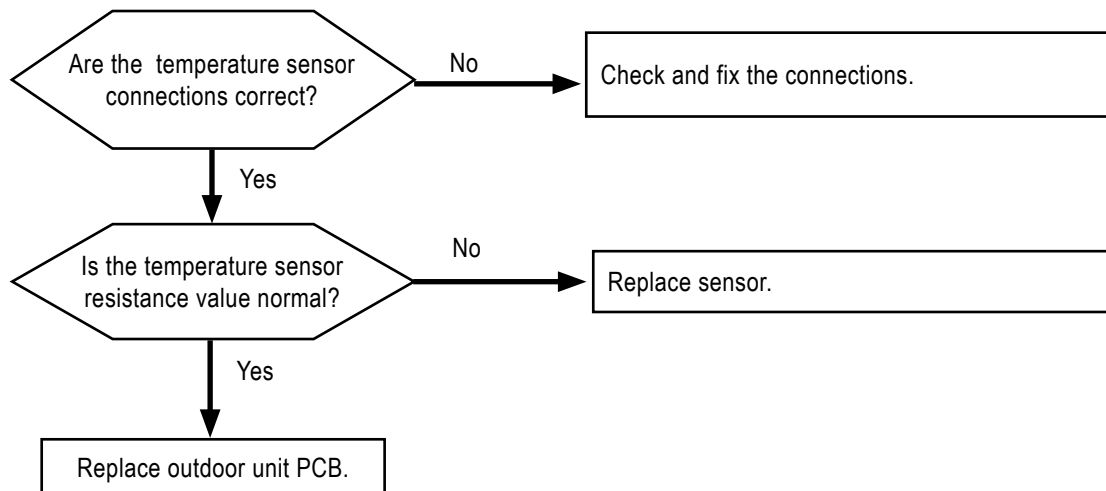 Are the temperature sensor
connections correct?
No
Check and fix the connections.
Yes
Is the temperature sensor
resistance value normal?
No
Replace sensor.
Yes
Replace outdoor unit PCB.